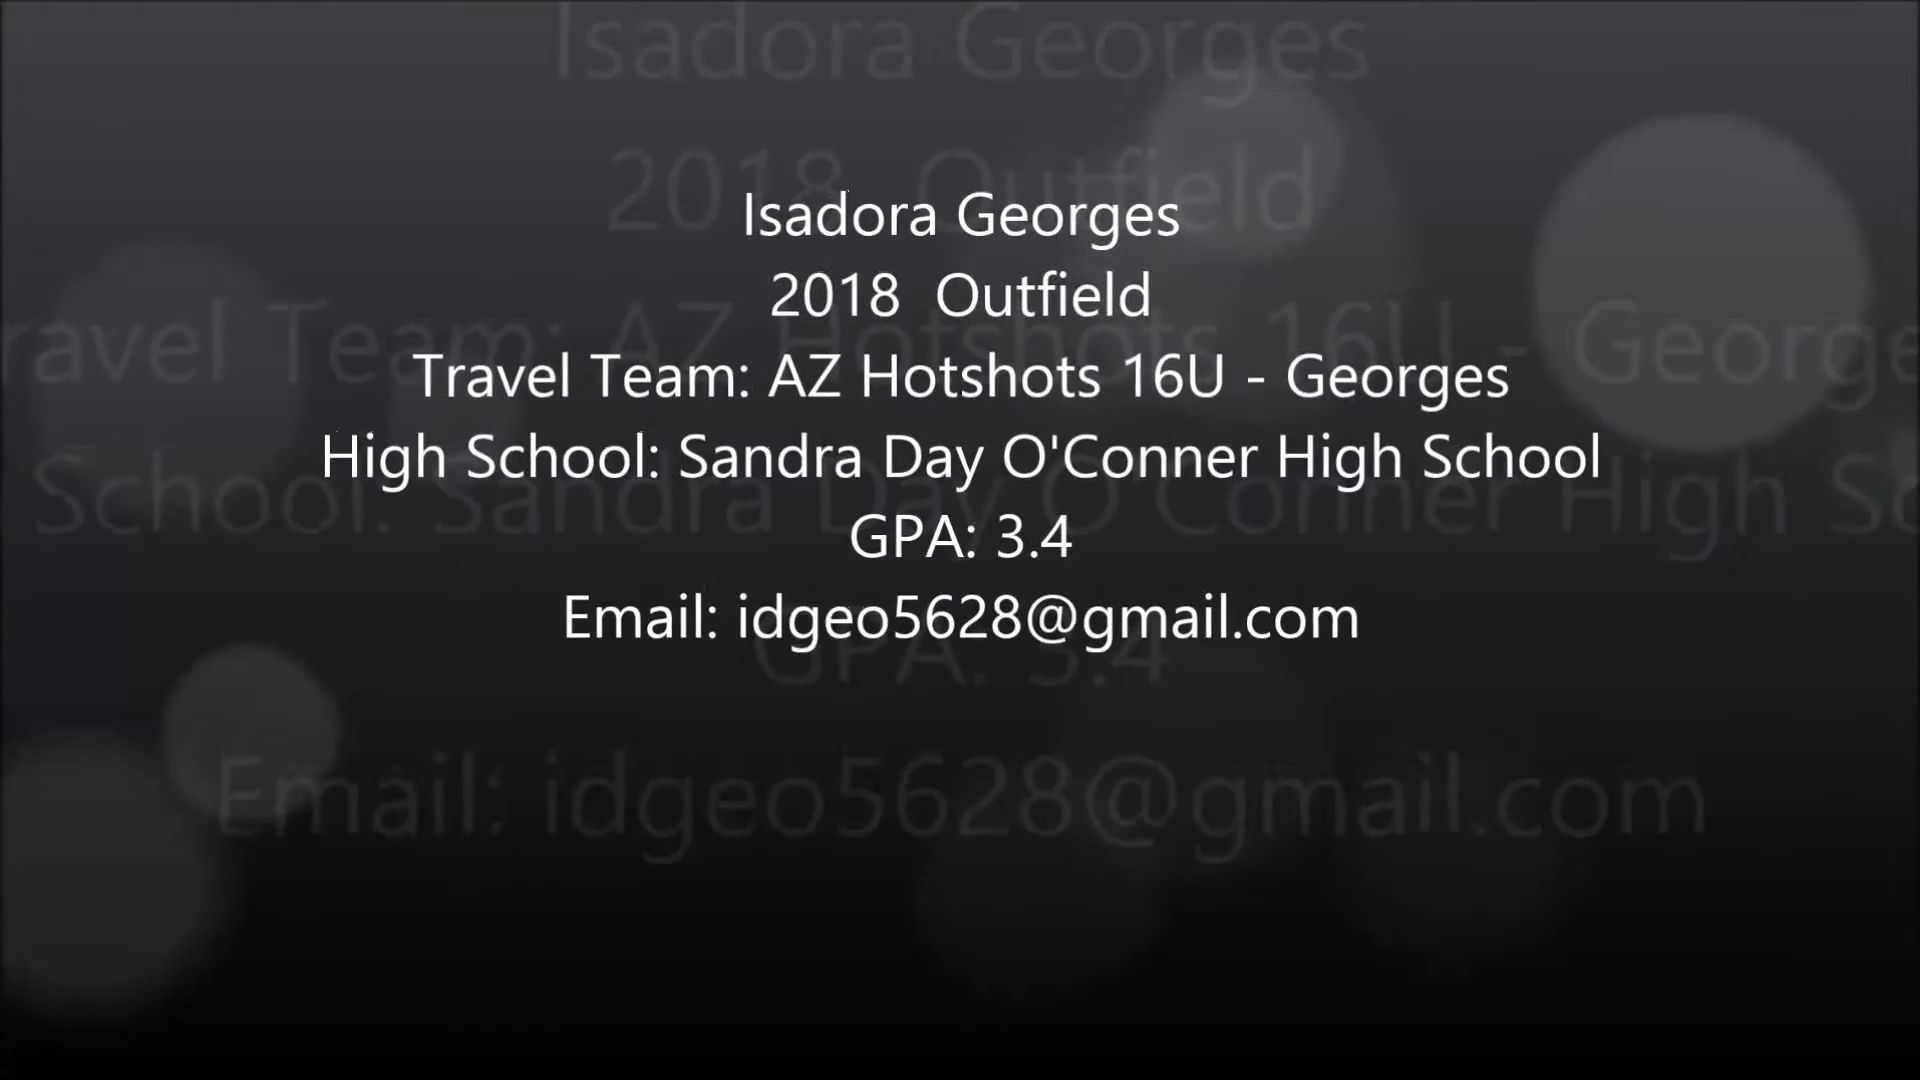 Isadora Georges
2018  Outfield
Travel Team: AZ Hotshots 16U - Georges
High School: Sandra Day O'Conner High School
GPA: 3.4
Email: idgeo5628@gmail.com